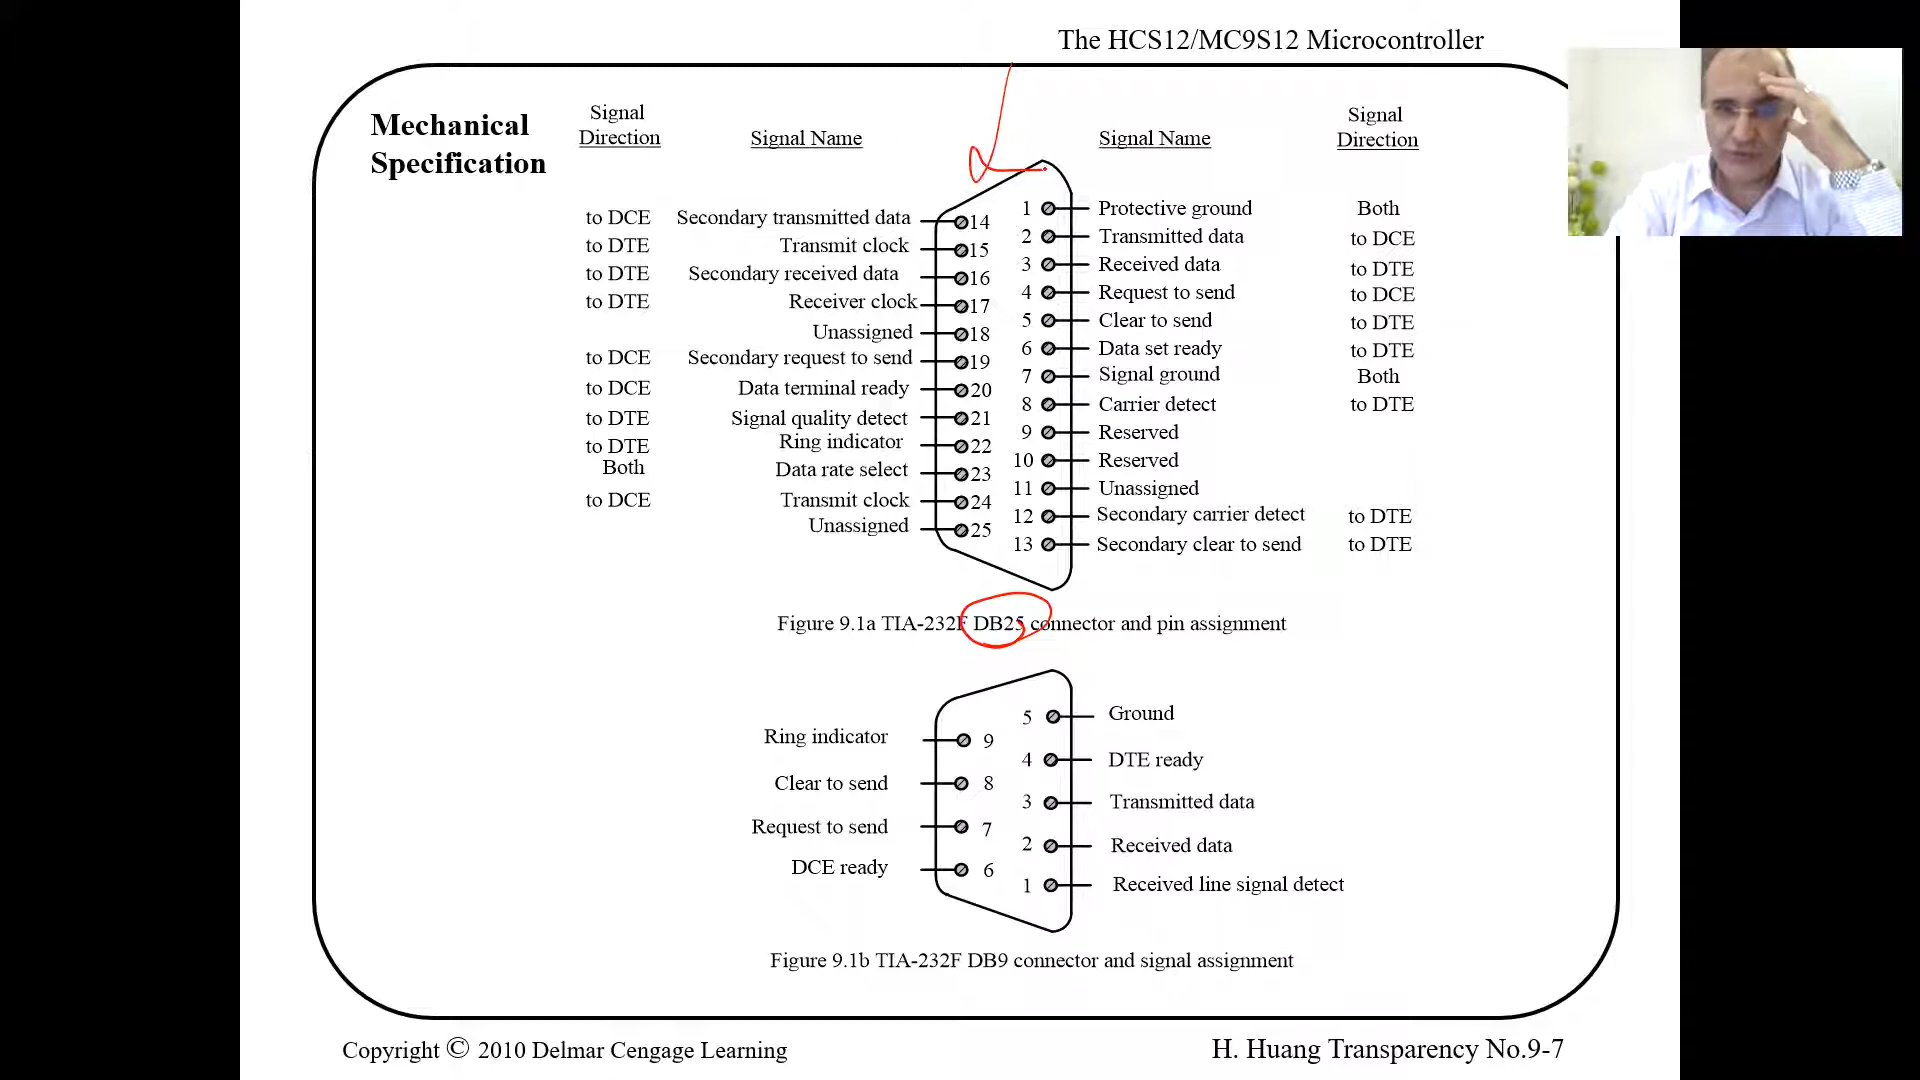 The HCS12/MC9S12 Microcontroller
Mechanical
Specification
Signal
Direction
Signal Name
Signal Name
Signal
Direction
to DCE Secondary transmitted data 14
to DTE Transmit clock 15
to DTE Secondary received data 16
to DTE Receiver clock 17
Unassigned 18
to DCE Secondary request to send 19
to DCE Data terminal ready 20
to DTE Signal quality detect 21
to DTE Ring indicator 22
Both Data rate select 23
to DCE Transmit clock 24
Unassigned 25
1 Protective ground Both
2 Transmitted data to DCE
3 Received data to DTE
4 Request to send to DCE
5 Clear to send to DTE
6 Data set ready to DTE
7 Signal ground Both
8 Carrier detect to DTE
9 Reserved
10 Reserved
11 Unassigned
12 Secondary carrier detect to DTE
13 Secondary clear to send to DTE
Figure 9.1a TIA-232F DB25 connector and pin assignment
Ring indicator 9
Clear to send 8
Request to send 7
DCE ready 6
5 Ground
4 DTE ready
3 Transmitted data
2 Received data
1 Received line signal detect
Figure 9.1b TIA-232F DB9 connector and signal assignment
Copyright © 2010 Delmar Cengage Learning
H. Huang Transparency No.9-7